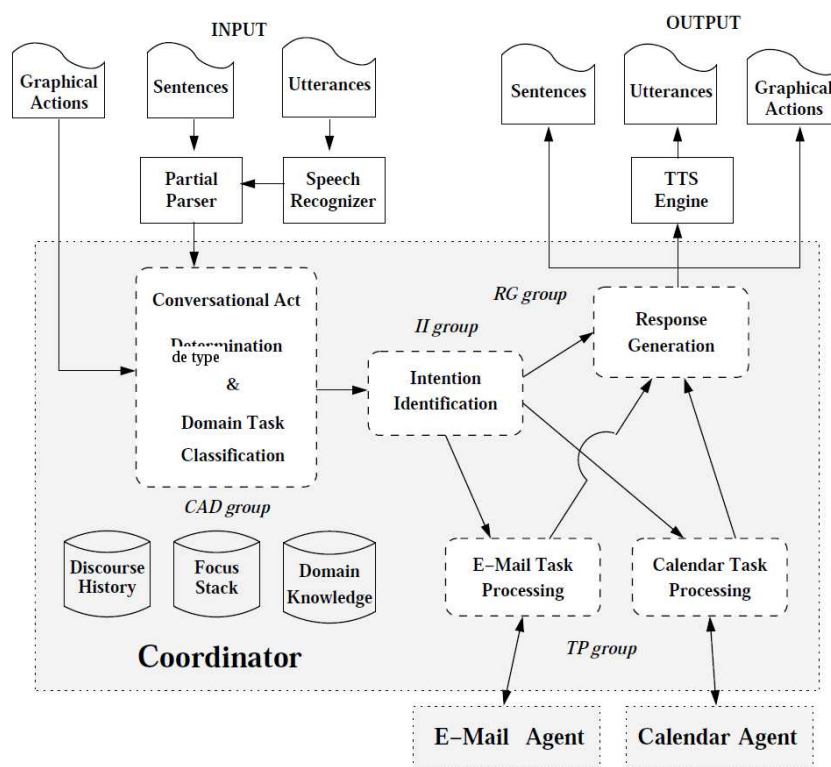 INPUT
OUTPUT
Graphical
Actions
Sentences
Utterances
Sentences
Utterances
Graphical
Actions
Partial
Parser
Speech
Recognizer
TTS
Engine
Conversational Act
Determination
de type
&
Domain Task
Classification
CAD group
II group
Intention
Identification
RG group
Response
Generation
Discourse
History
Focus
Stack
Domain
Knowledge
E-Mail Task
Processing
Calendar Task
Processing
TP group
Coordinator
E-Mail Agent
Calendar Agent